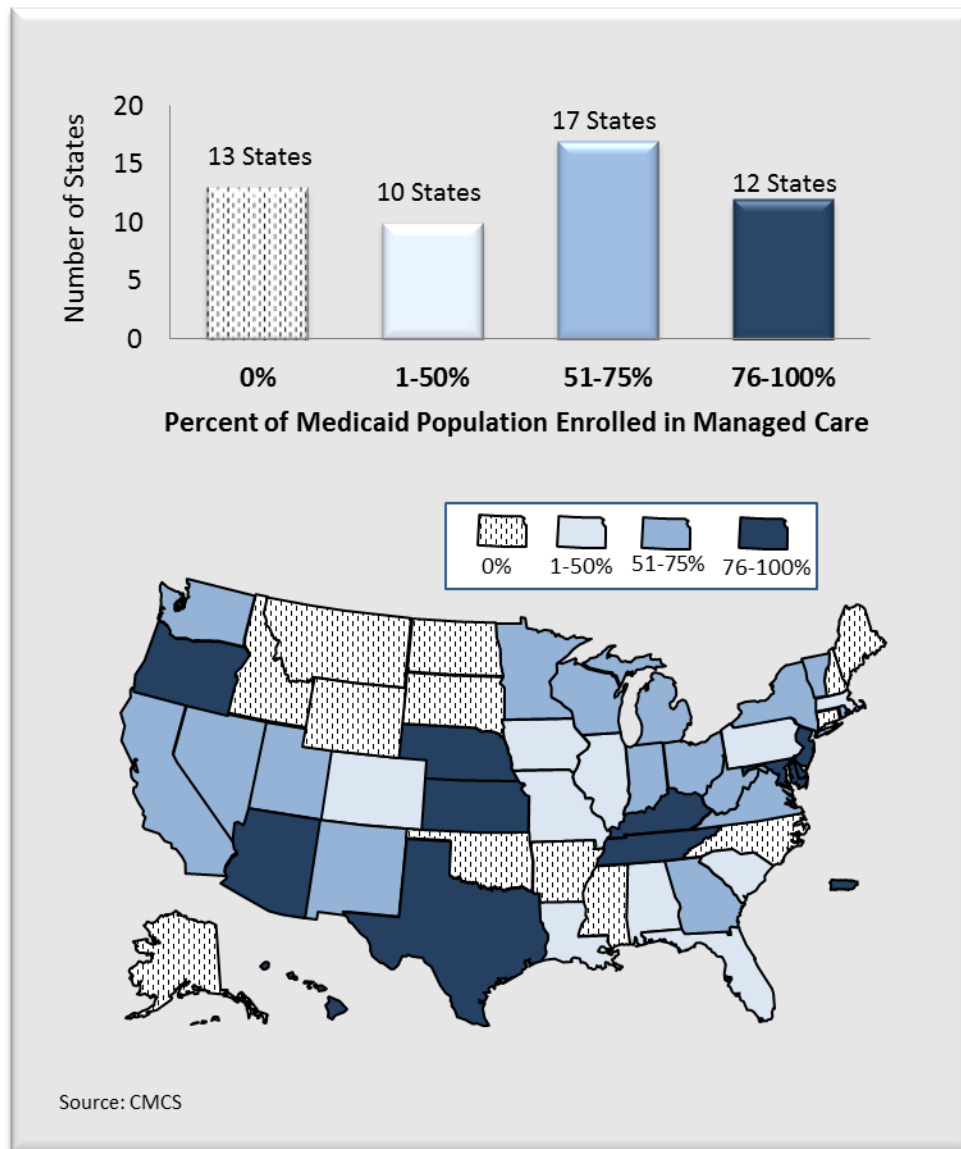 20
15
10
5
0
Number of States
13 States
10 States
17 States
12 States
0%
1-50%
51-75%
76-100%
Percent of Medicaid Population Enrolled in Managed Care
0%
1-50%
51-75%
76-100%
Source: CMCS